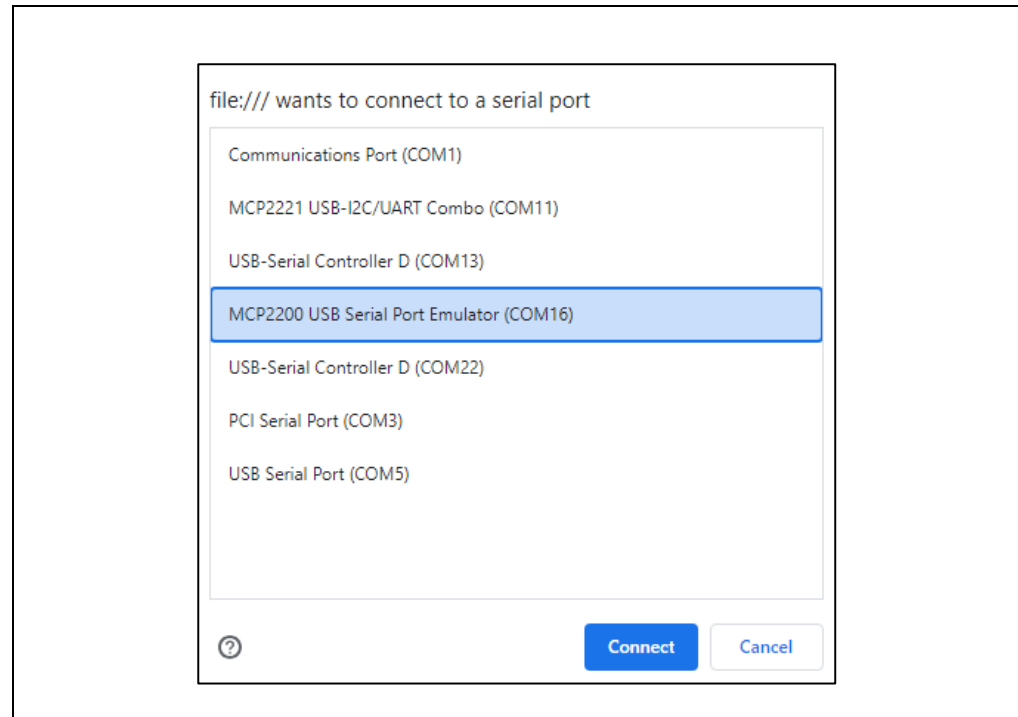 file:/// wants to connect to a serial port
Communications Port (COM1)
MCP2221 USB-I2C/UART Combo (COM11)
USB-Serial Controller D (COM13)
MCP2200 USB Serial Port Emulator (COM16)
USB-Serial Controller D (COM22)
PCI Serial Port (COM3)
USB Serial Port (COM5)
? Connect Cancel